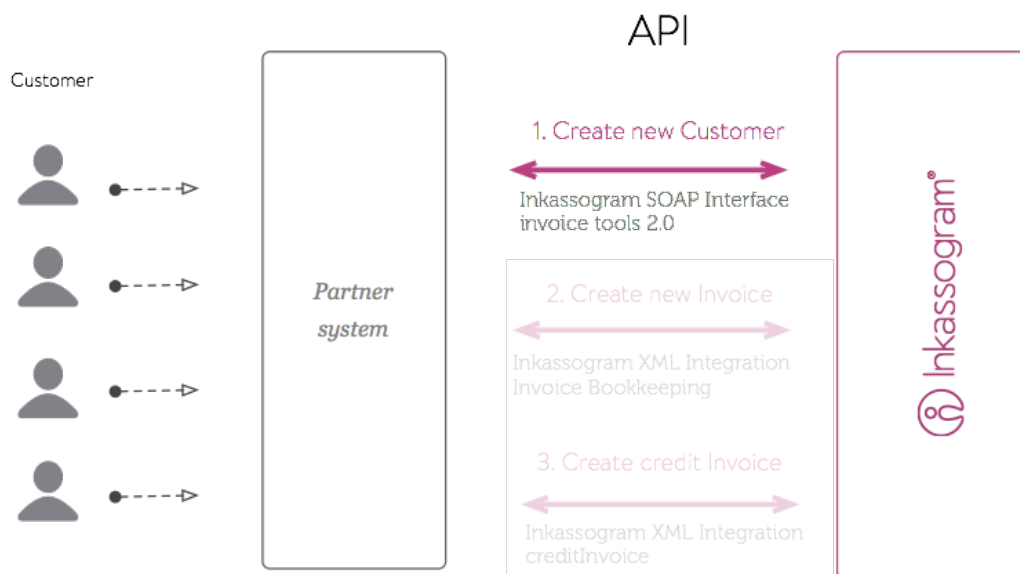 API
Customer
1. Create new Customer
Inkassogram SOAP Interface
invoice tools 2.0
Partner
system
2. Create new Invoice
Inkassogram XML Integration
Invoice Bookkeeping
3. Create credit Invoice
Inkassogram XML Integration
creditInvoice
Inkassogram®